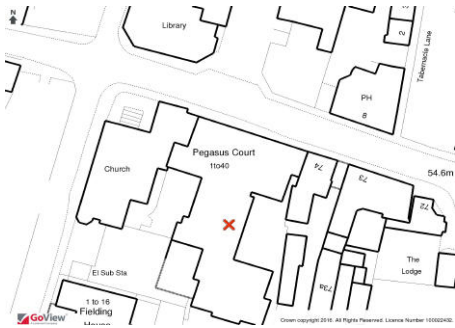 N
Library
2
Tabernacle Lane
PH
8
Pegasus Court
1to40
Church
74
73
54.6m
72
The
Lodge
73a
El Sub Sta
1 to 16
Fielding
House
GoView
Crown copyright 2016. All Rights Reserved. Licence Number 100022432.